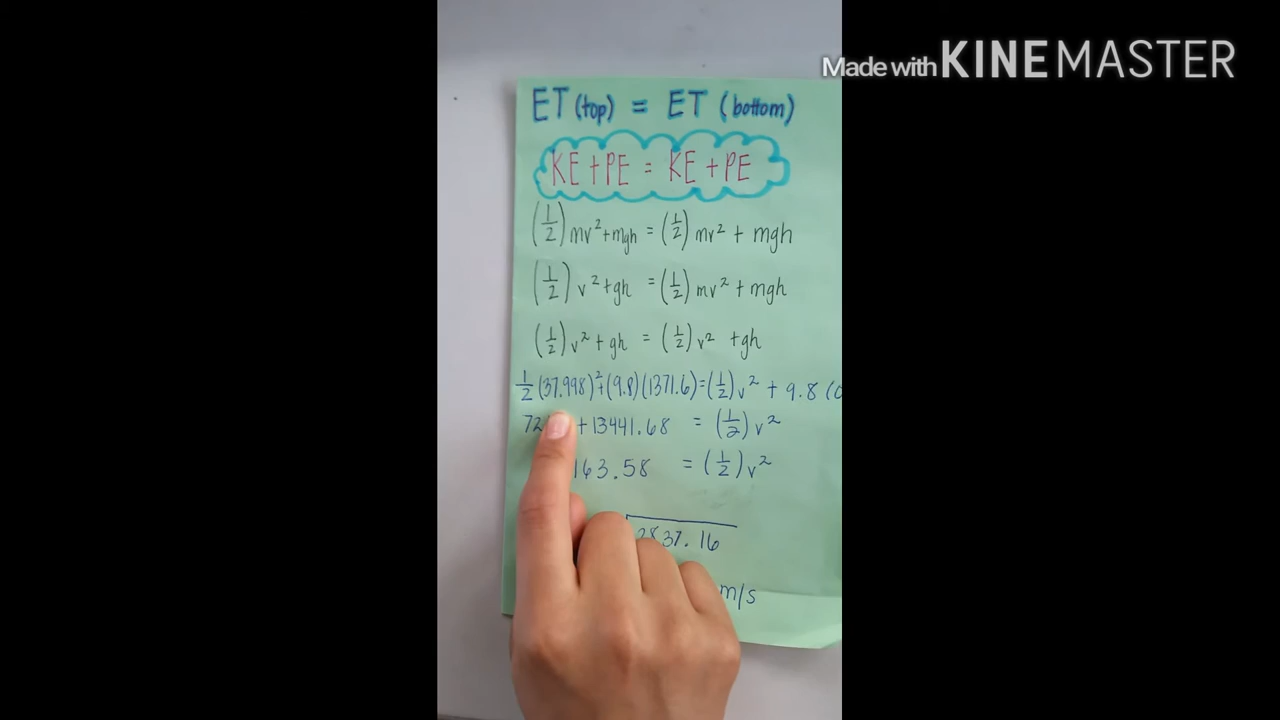 Made with KINEMASTER
ET (top) = ET (bottom)
KE + PE = KE + PE
(1/2) mv² + mgh = (1/2) mv² + mgh
(1/2) v² + gh = (1/2) mv² + mgh
(1/2) v² + gh = (1/2) v² + gh
1/2 (37.998)² + (9.8)(1371.6) = (1/2) v² + 9.8 (0
72 + 13441.68 = (1/2) v²
163.58 = (1/2) v²
2837.16
m/s